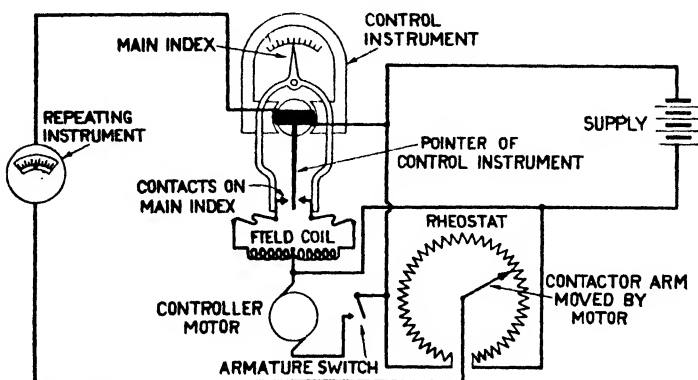 CONTROL
INSTRUMENT
MAIN INDEX
REPEATING
INSTRUMENT
SUPPLY
POINTER OF
CONTROL INSTRUMENT
CONTACTS ON
MAIN INDEX
RHEOSTAT
FIELD COIL
CONTACTOR ARM
MOVED BY
MOTOR
CONTROLLER
MOTOR
ARMATURE SWITCH